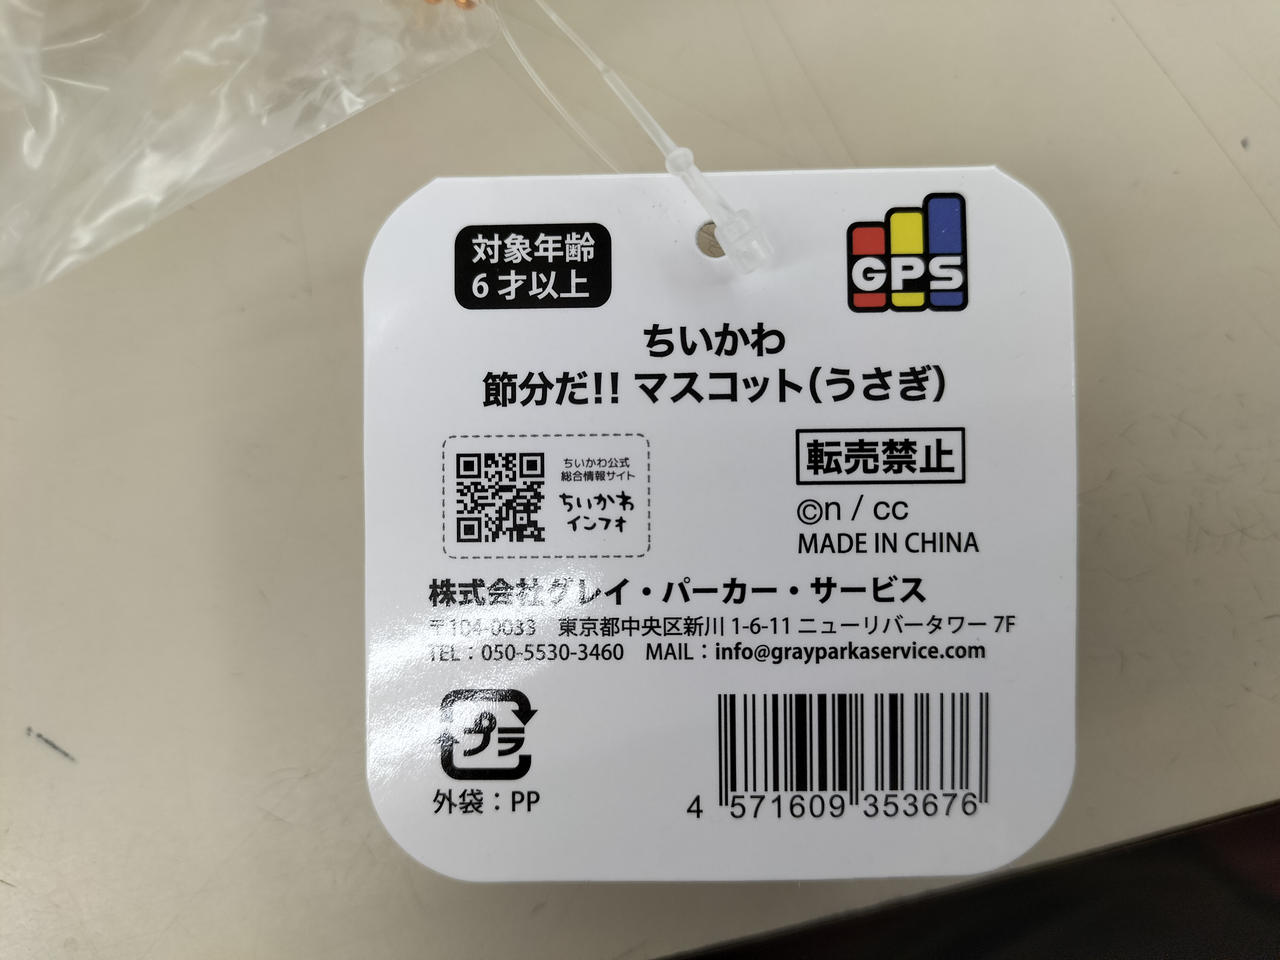 対象年齢
6才以上
GPS
ちいかわ
節分だ!! マスコット(うさぎ)
ちいかわ公式
総合情報サイト
ちいかわ
インフォ
転売禁止
©n / cc
MADE IN CHINA
株式会社グレイ・パーカー・サービス
〒104-0033 東京都中央区新川 1-6-11 ニューリバータワー 7F
TEL：050-5530-3460 MAIL：info@grayparkaservice.com
プラ
外袋：PP
4 571609 353676